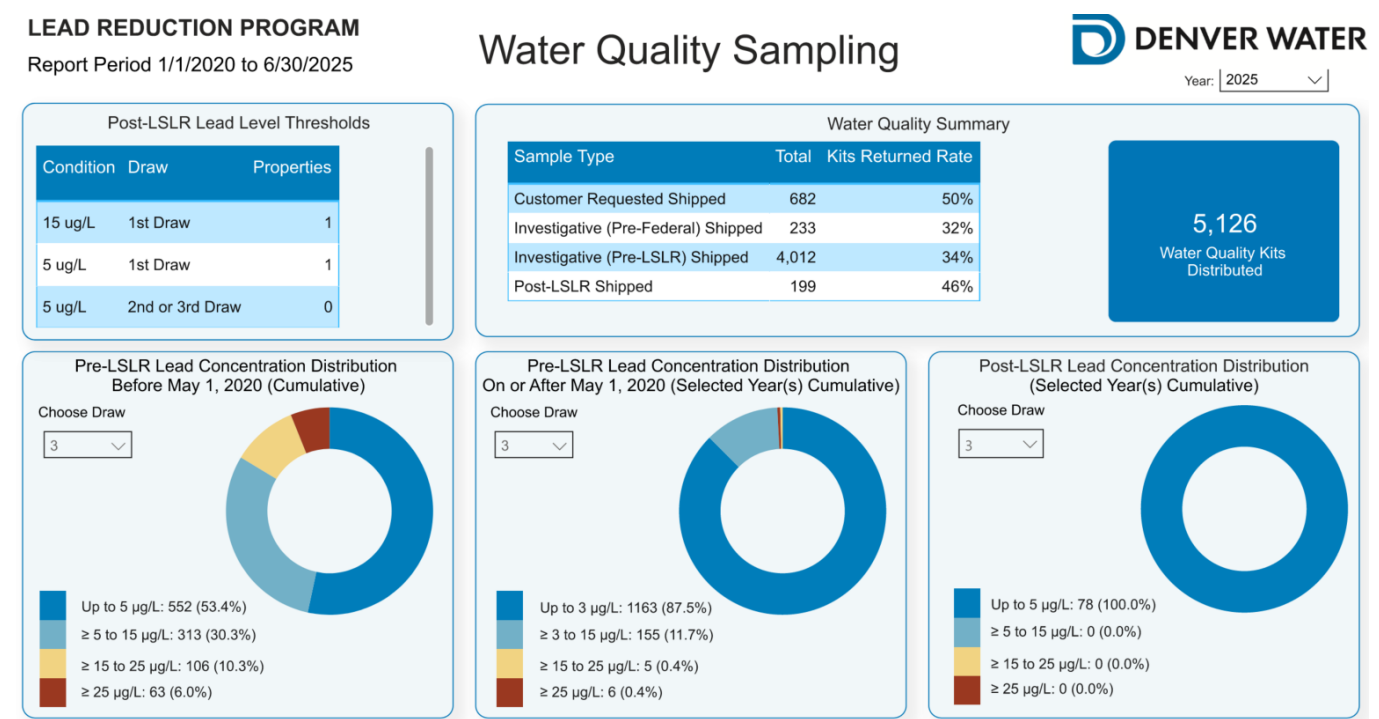 LEAD REDUCTION PROGRAM
Report Period 1/1/2020 to 6/30/2025
Water Quality Sampling
DENVER WATER
Year: 2025
Post-LSLR Lead Level Thresholds
Condition Draw Properties
15 ug/L 1st Draw 1
5 ug/L 1st Draw 1
5 ug/L 2nd or 3rd Draw 0
Water Quality Summary
Sample Type Total Kits Returned Rate
Customer Requested Shipped 682 50%
Investigative (Pre-Federal) Shipped 233 32%
Investigative (Pre-LSLR) Shipped 4,012 34%
Post-LSLR Shipped 199 46%
5,126
Water Quality Kits
Distributed
Pre-LSLR Lead Concentration Distribution
Before May 1, 2020 (Cumulative)
Choose Draw
3
Up to 5 µg/L: 552 (53.4%)
≥ 5 to 15 µg/L: 313 (30.3%)
≥ 15 to 25 µg/L: 106 (10.3%)
≥ 25 µg/L: 63 (6.0%)
Pre-LSLR Lead Concentration Distribution
On or After May 1, 2020 (Selected Year(s) Cumulative)
Choose Draw
3
Up to 3 µg/L: 1163 (87.5%)
≥ 3 to 15 µg/L: 155 (11.7%)
≥ 15 to 25 µg/L: 5 (0.4%)
≥ 25 µg/L: 6 (0.4%)
Post-LSLR Lead Concentration Distribution
(Selected Year(s) Cumulative)
Choose Draw
3
Up to 5 µg/L: 78 (100.0%)
≥ 5 to 15 µg/L: 0 (0.0%)
≥ 15 to 25 µg/L: 0 (0.0%)
≥ 25 µg/L: 0 (0.0%)